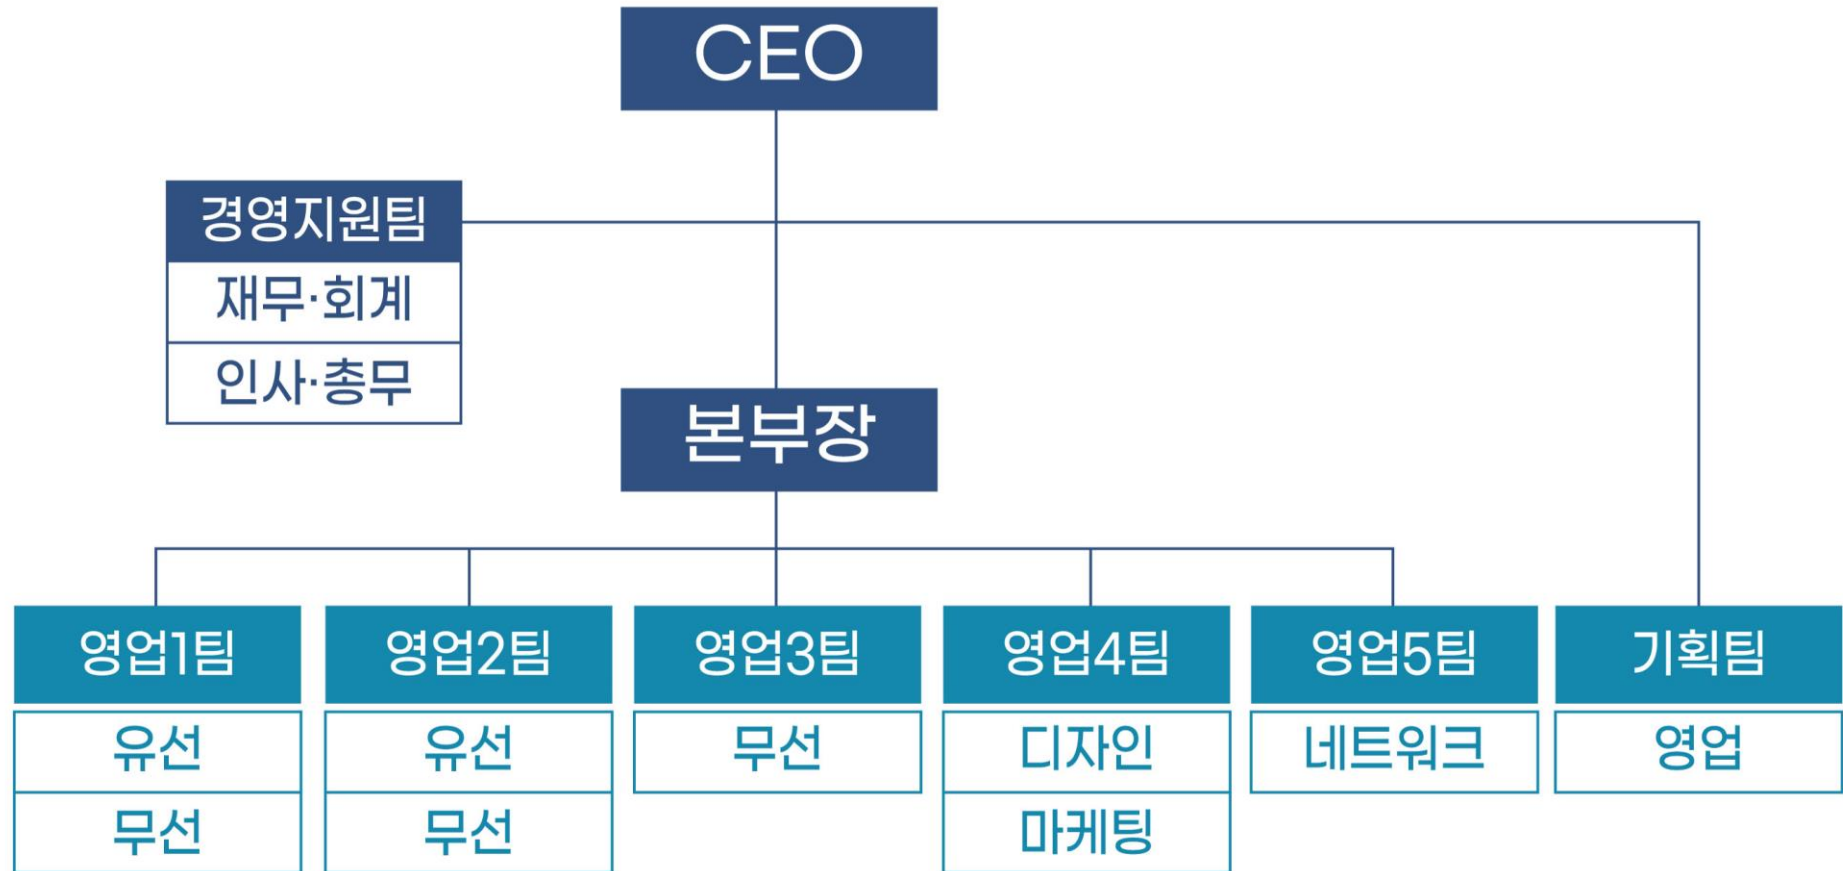 CEO
경영지원팀
재무·회계
인사·총무
본부장
영업1팀
유선
무선
영업2팀
유선
무선
영업3팀
무선
영업4팀
디자인
마케팅
영업5팀
네트워크
기획팀
영업